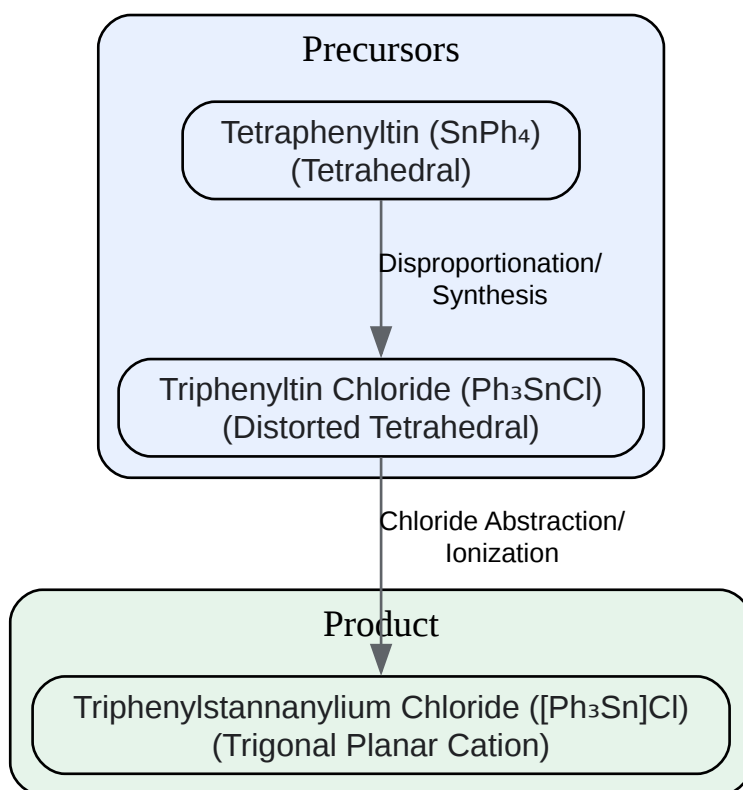 Precursors
Tetraphenyltin (SnPh₄)
(Tetrahedral)
Disproportionation/
Synthesis
Triphenyltin Chloride (Ph₃SnCl)
(Distorted Tetrahedral)
Chloride Abstraction/
Ionization
Product
Triphenylstannanylium Chloride ([Ph₃Sn]Cl)
(Trigonal Planar Cation)